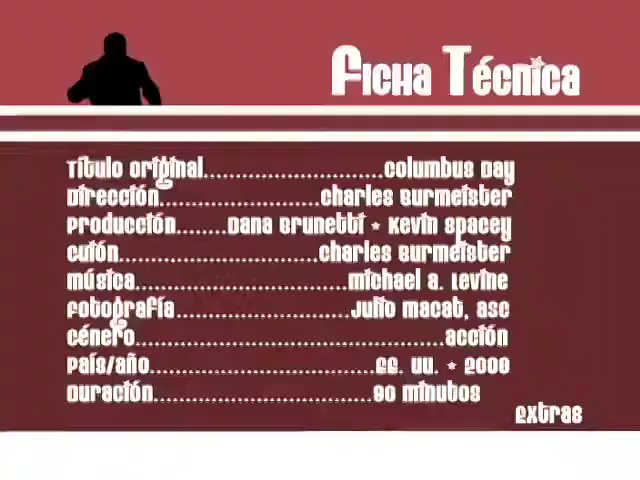 Ficha Técnica
Título original...........................Columbus Day
Dirección........................Charles Burmeister
Producción........Dana Brunetti * Kevin Spacey
Guión..............................Charles Burmeister
Música................................Michael A. Levine
Fotografía..........................Julio Macat, ASC
Género...............................................acción
País/año..................................EE. UU. * 2008
Duración.................................90 minutos
Extras